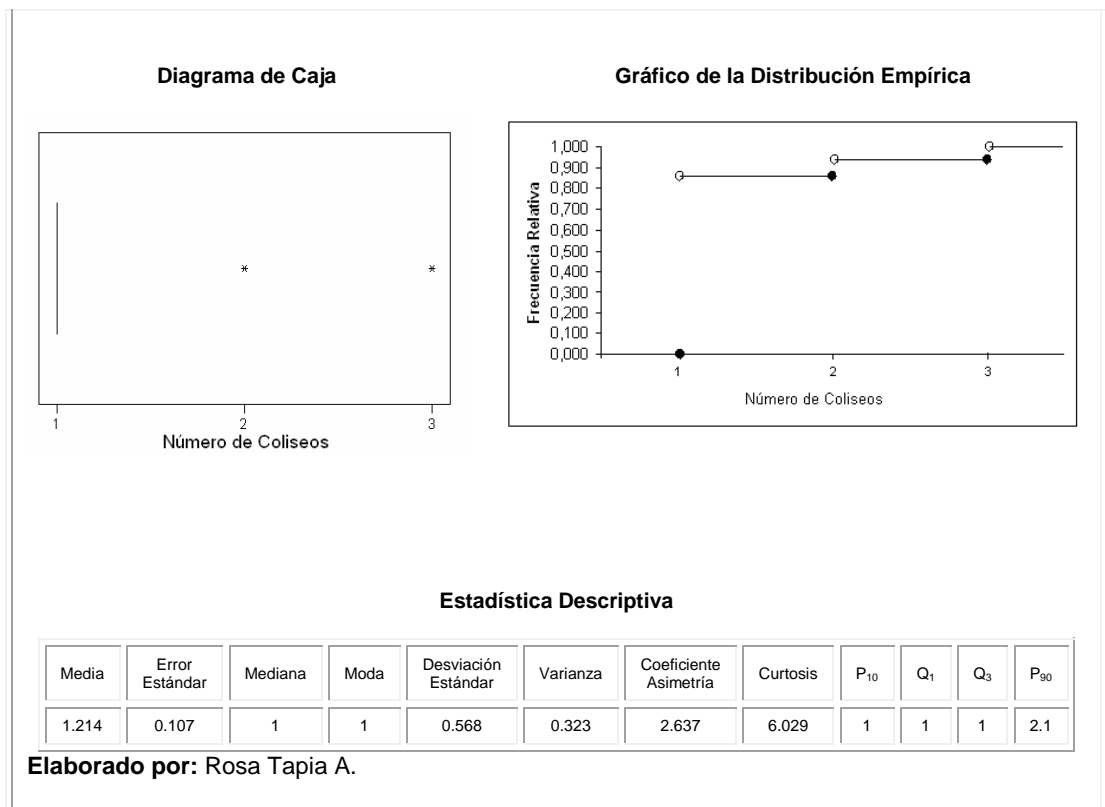 Diagrama de Caja
Gráfico de la Distribución Empírica
1 2 3
Número de Coliseos
Frecuencia Relativa
1,000
0,900
0,800
0,700
0,600
0,500
0,400
0,300
0,200
0,100
0,000
1 2 3
Número de Coliseos
Estadística Descriptiva
Media Error Estándar Mediana Moda Desviación Estándar Varianza Coeficiente Asimetría Curtosis P10 Q1 Q3 P90
1.214 0.107 1 1 0.568 0.323 2.637 6.029 1 1 1 2.1
Elaborado por: Rosa Tapia A.